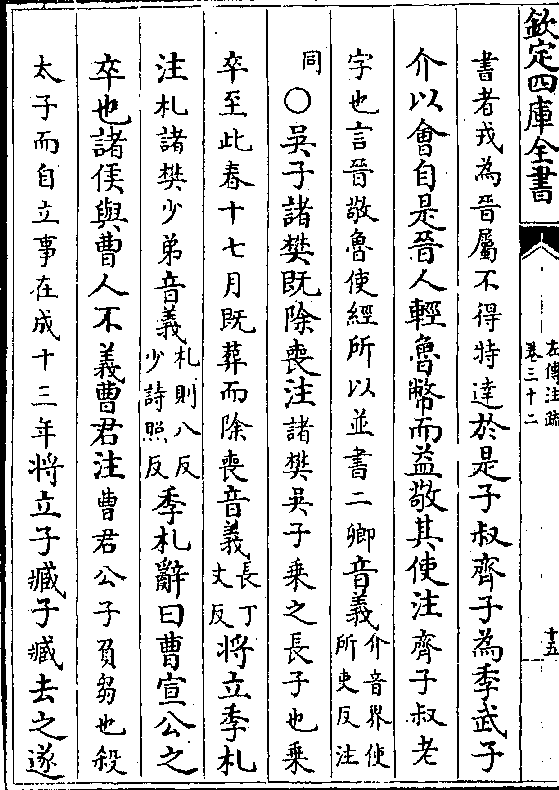 欽定四庫全書
左傳注疏
卷三十二
十五
書者戎為晉屬不得特達於是子叔齊子為季武子
介以會自是晉人輕魯幣而益敬其使注齊子叔老
字也言晉敬魯使經所以並書二卿音義介音界使所吏反注
同○吳子諸樊既除喪注諸樊吳子乘之長子也乘
卒至此春十七月既葬而除喪音義長丁丈反將立季札
注札諸樊少弟音義札則八反少詩照反季札辭曰曹宣公之
卒也諸侯與曹人不義曹君注曹君公子負芻也殺
太子而自立事在成十三年將立子臧子臧去之遂